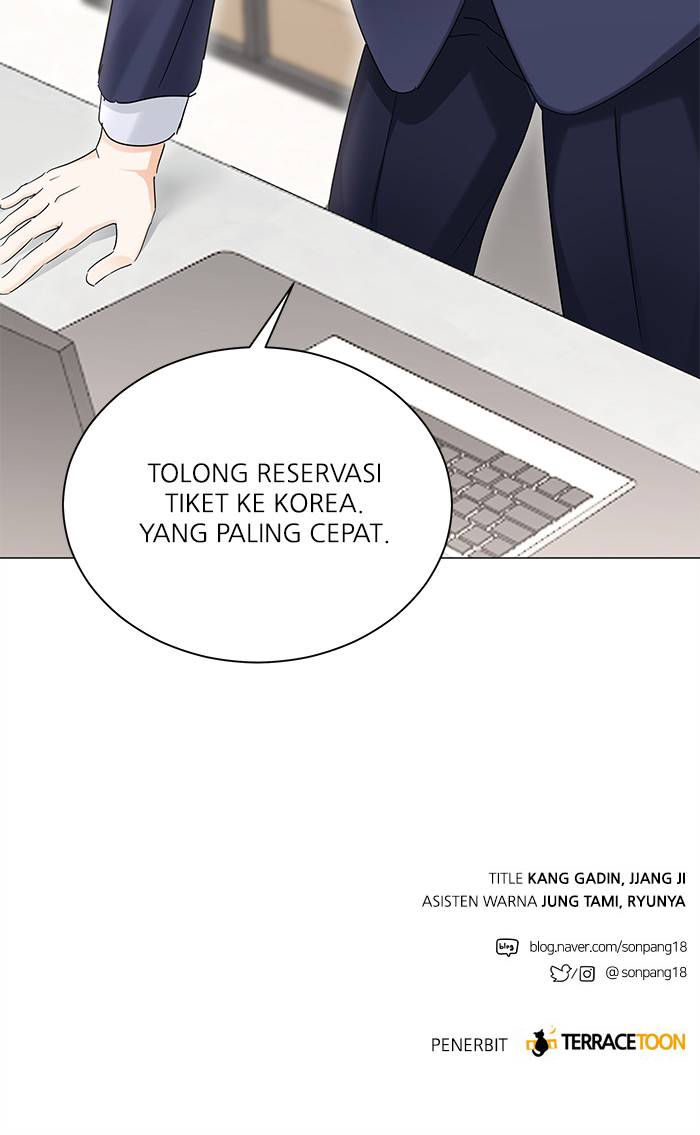 TOLONG RESERVASI
TIKET KE KOREA.
YANG PALING CEPAT.
TITLE KANG GADIN, JJANG JI
ASISTEN WARNA JUNG TAMI, RYUNYA
blog blog.naver.com/sonpang18
/ @sonpang18
PENERBIT TERRACETOON